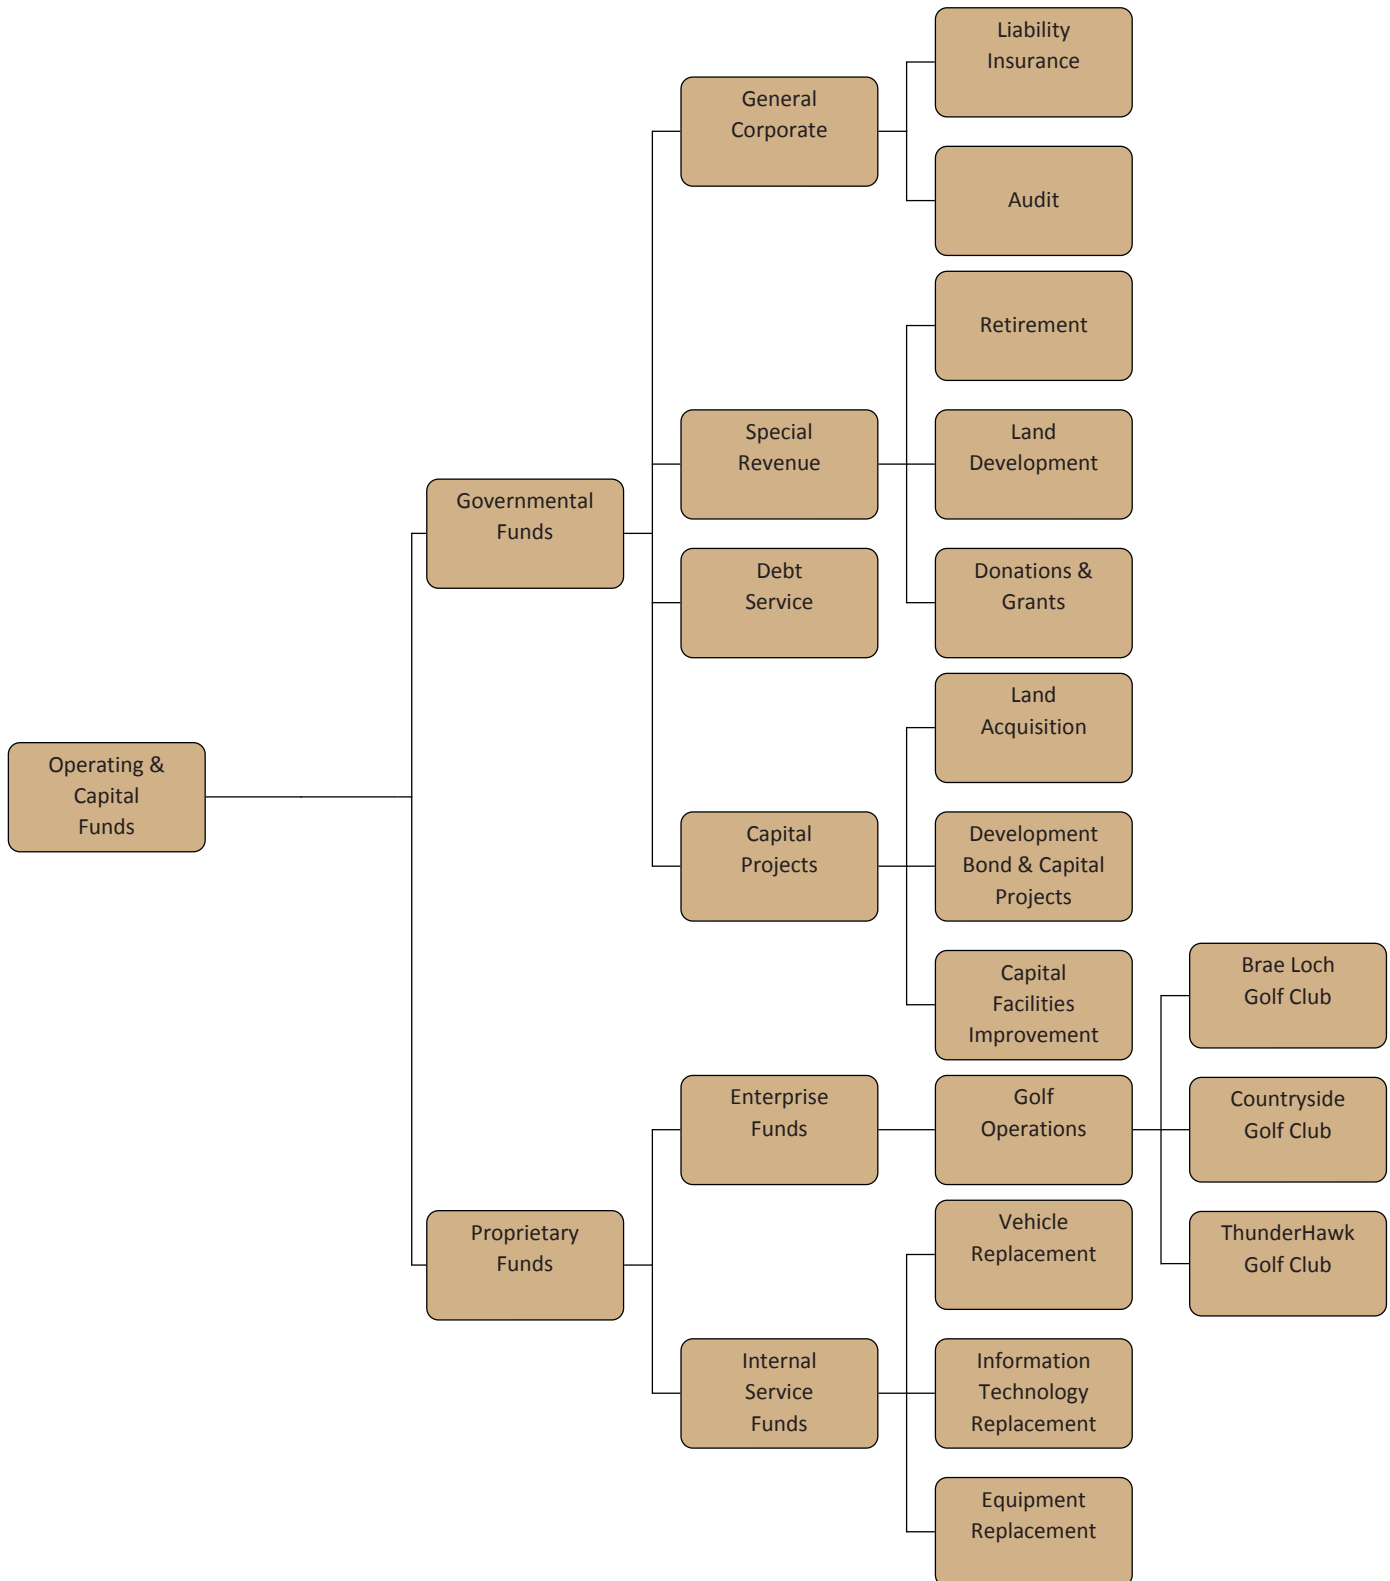 Liability
Insurance
General
Corporate
Audit
Retirement
Special
Revenue
Land
Development
Governmental
Funds
Debt
Service
Donations &
Grants
Land
Acquisition
Operating &
Capital
Funds
Capital
Projects
Development
Bond & Capital
Projects
Capital
Facilities
Improvement
Brae Loch
Golf Club
Enterprise
Funds
Golf
Operations
Countryside
Golf Club
Proprietary
Funds
Vehicle
Replacement
ThunderHawk
Golf Club
Internal
Service
Funds
Information
Technology
Replacement
Equipment
Replacement